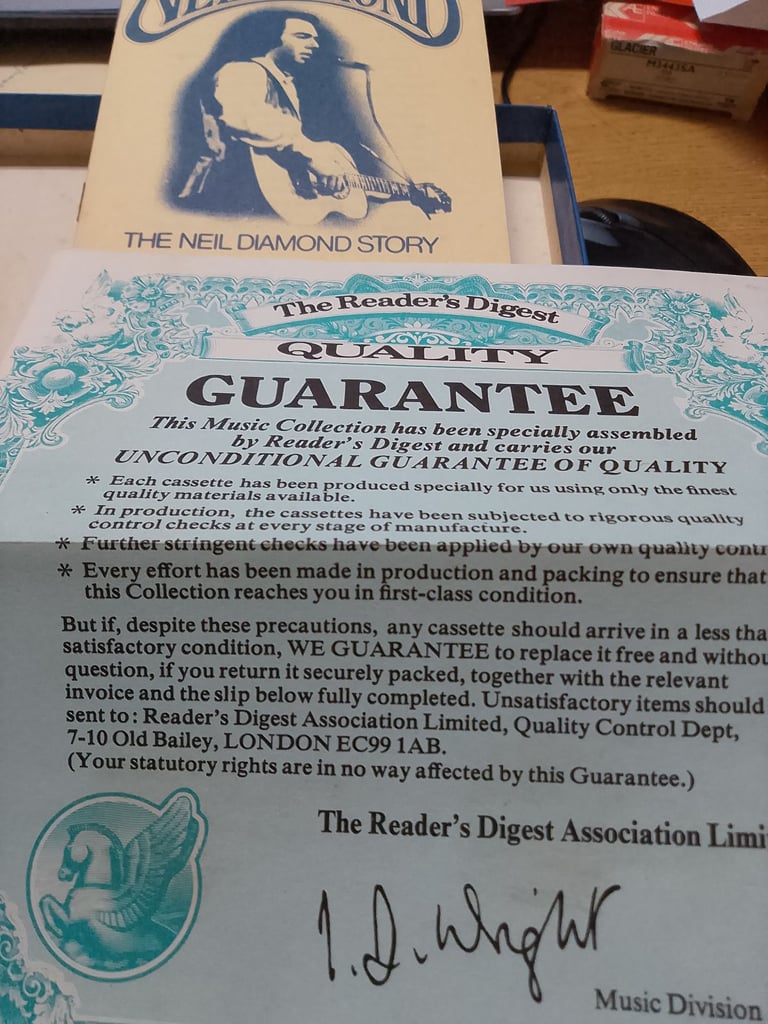 GLACIER
M3443SA
THE NEIL DIAMOND STORY
The Reader's Digest
QUALITY
GUARANTEE
This Music Collection has been specially assembled
by Reader's Digest and carries our
UNCONDITIONAL GUARANTEE OF QUALITY
* Each cassette has been produced specially for us using only the finest
quality materials available.
* In production, the cassettes have been subjected to rigorous quality
control checks at every stage of manufacture.
* Further stringent checks have been applied by our own quality contr
* Every effort has been made in production and packing to ensure that
this Collection reaches you in first-class condition.
But if, despite these precautions, any cassette should arrive in a less tha
satisfactory condition, WE GUARANTEE to replace it free and withou
question, if you return it securely packed, together with the relevant
invoice and the slip below fully completed. Unsatisfactory items should
sent to: Reader's Digest Association Limited, Quality Control Dept,
7-10 Old Bailey, LONDON EC99 1AB.
(Your statutory rights are in no way affected by this Guarantee.)
The Reader's Digest Association Limi
Wright
Music Division